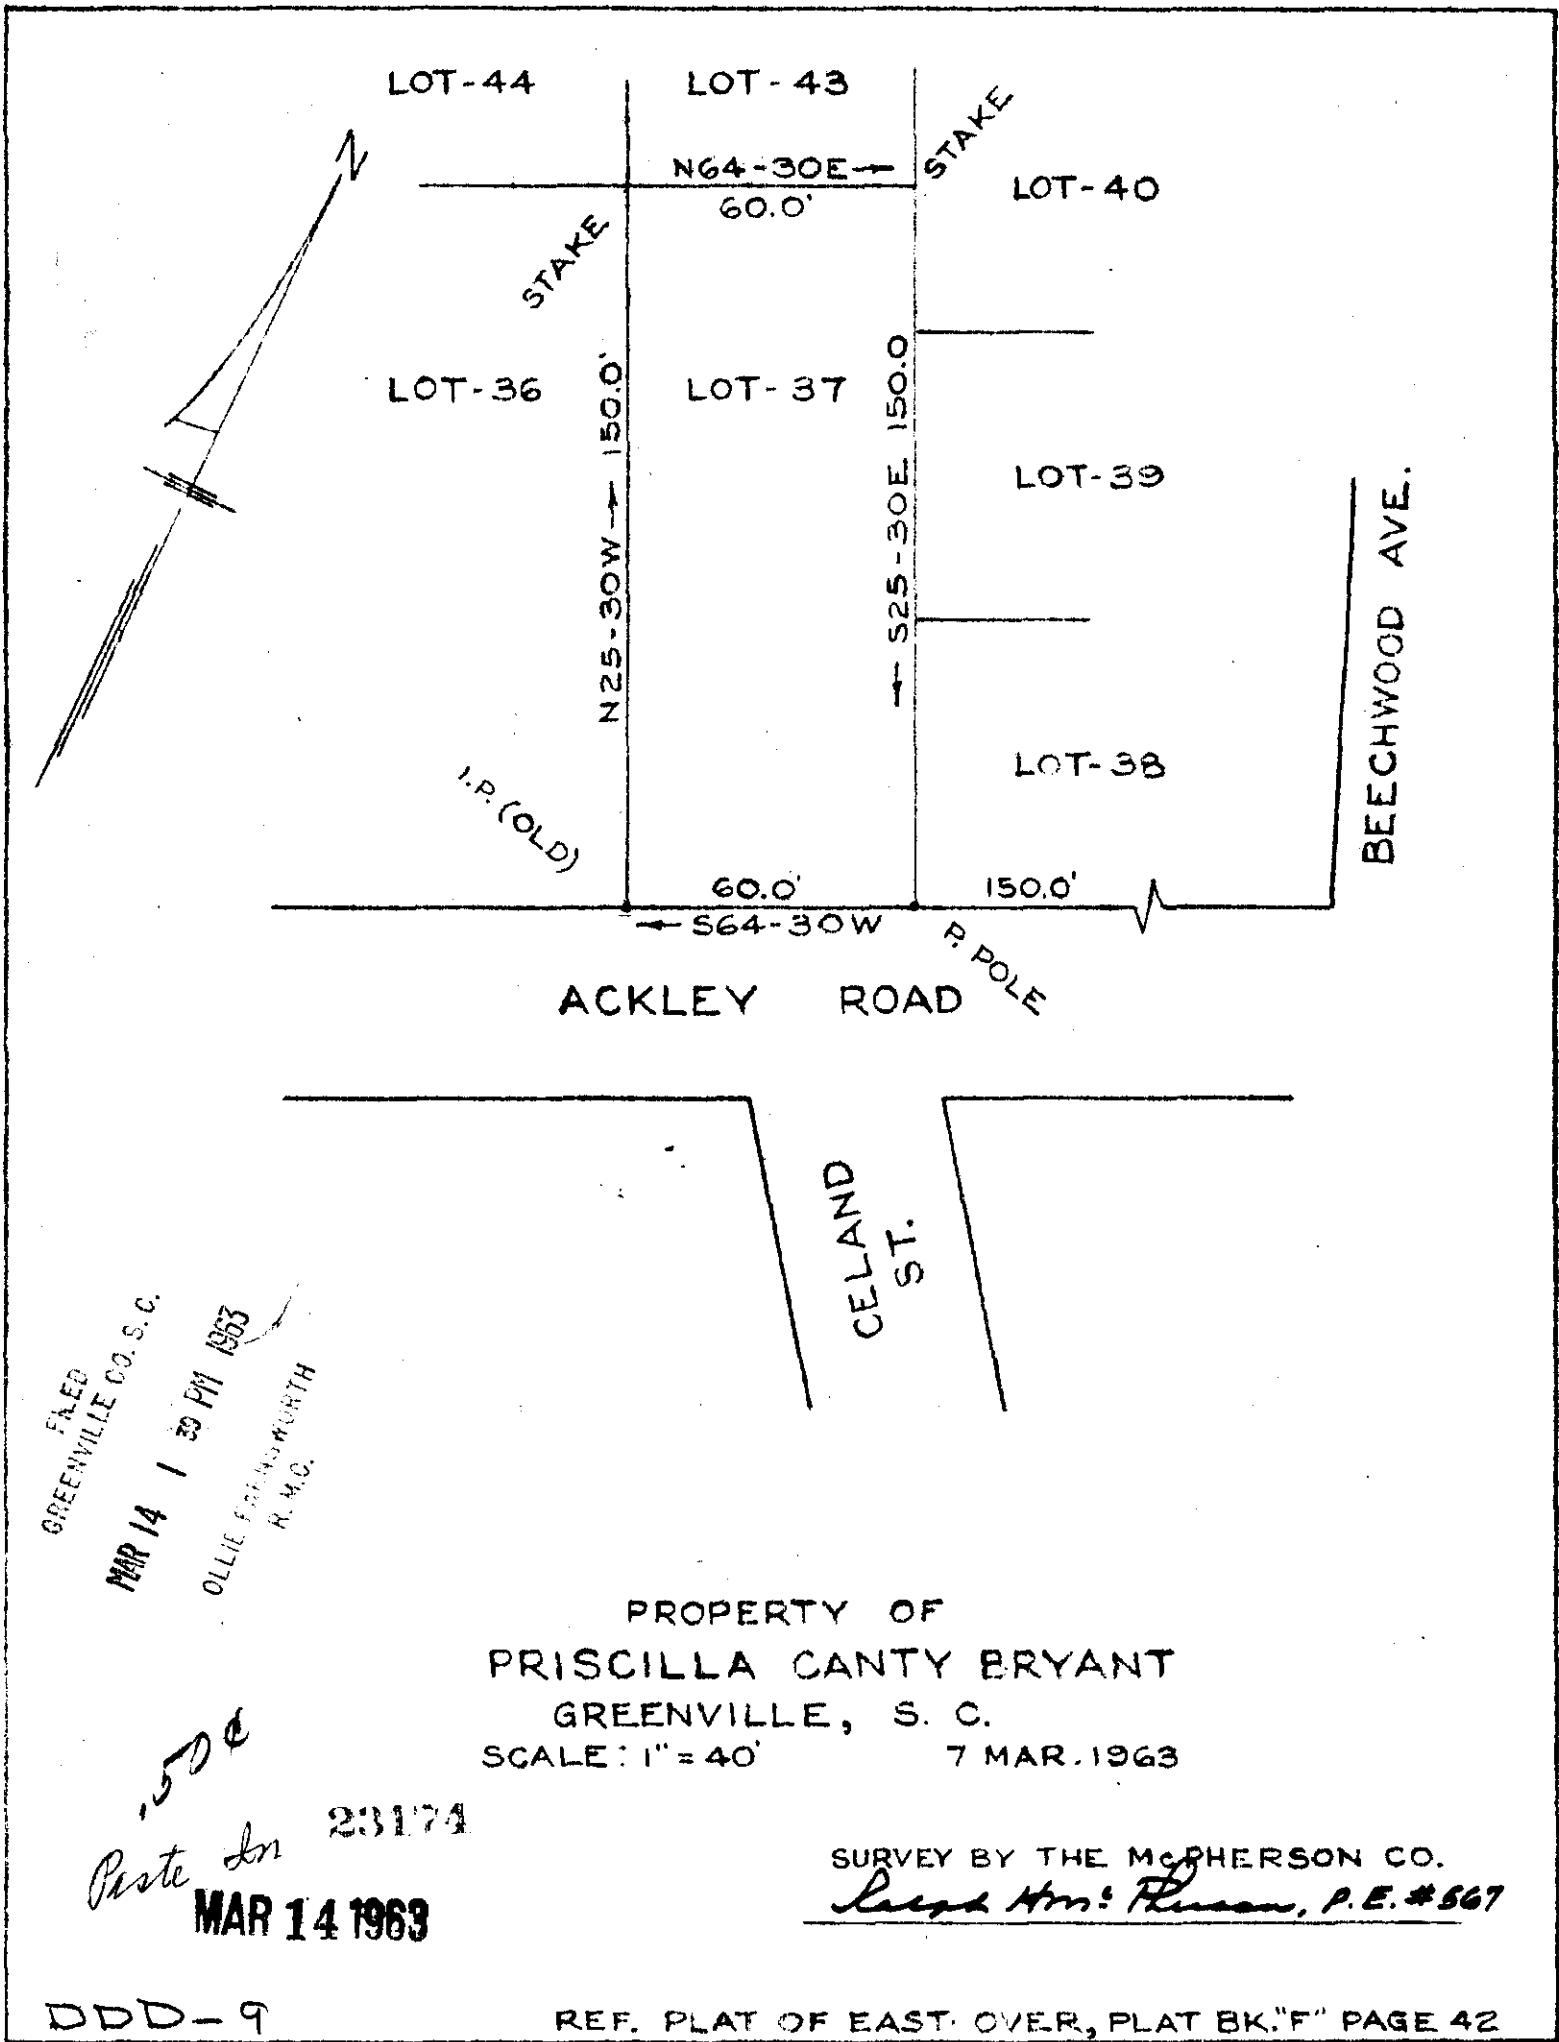 LOT-44
LOT-43
N
N64-30E
60.0'
STAKE
LOT-40
STAKE
LOT-36
N25-30W 150.0'
LOT-37
S25-30E 150.0
LOT-39
BEECHWOOD AVE.
LOT-38
I.P. (OLD)
60.0'
150.0'
S64-30W
P. POLE
ACKLEY ROAD
CELAND
ST.
FILED
GREENVILLE CO. S. C.
MAR 14 1 39 PM 1963
OLLIE FARNSWORTH
R.M.C.
PROPERTY OF
PRISCILLA CANTY BRYANT
GREENVILLE, S. C.
SCALE: 1" = 40' 7 MAR. 1963
.50 ¢
Paste In 23174
MAR 14 1963
SURVEY BY THE McPHERSON CO.
P.E. #567
DDD-9
REF. PLAT OF EAST OVER, PLAT BK."F" PAGE 42